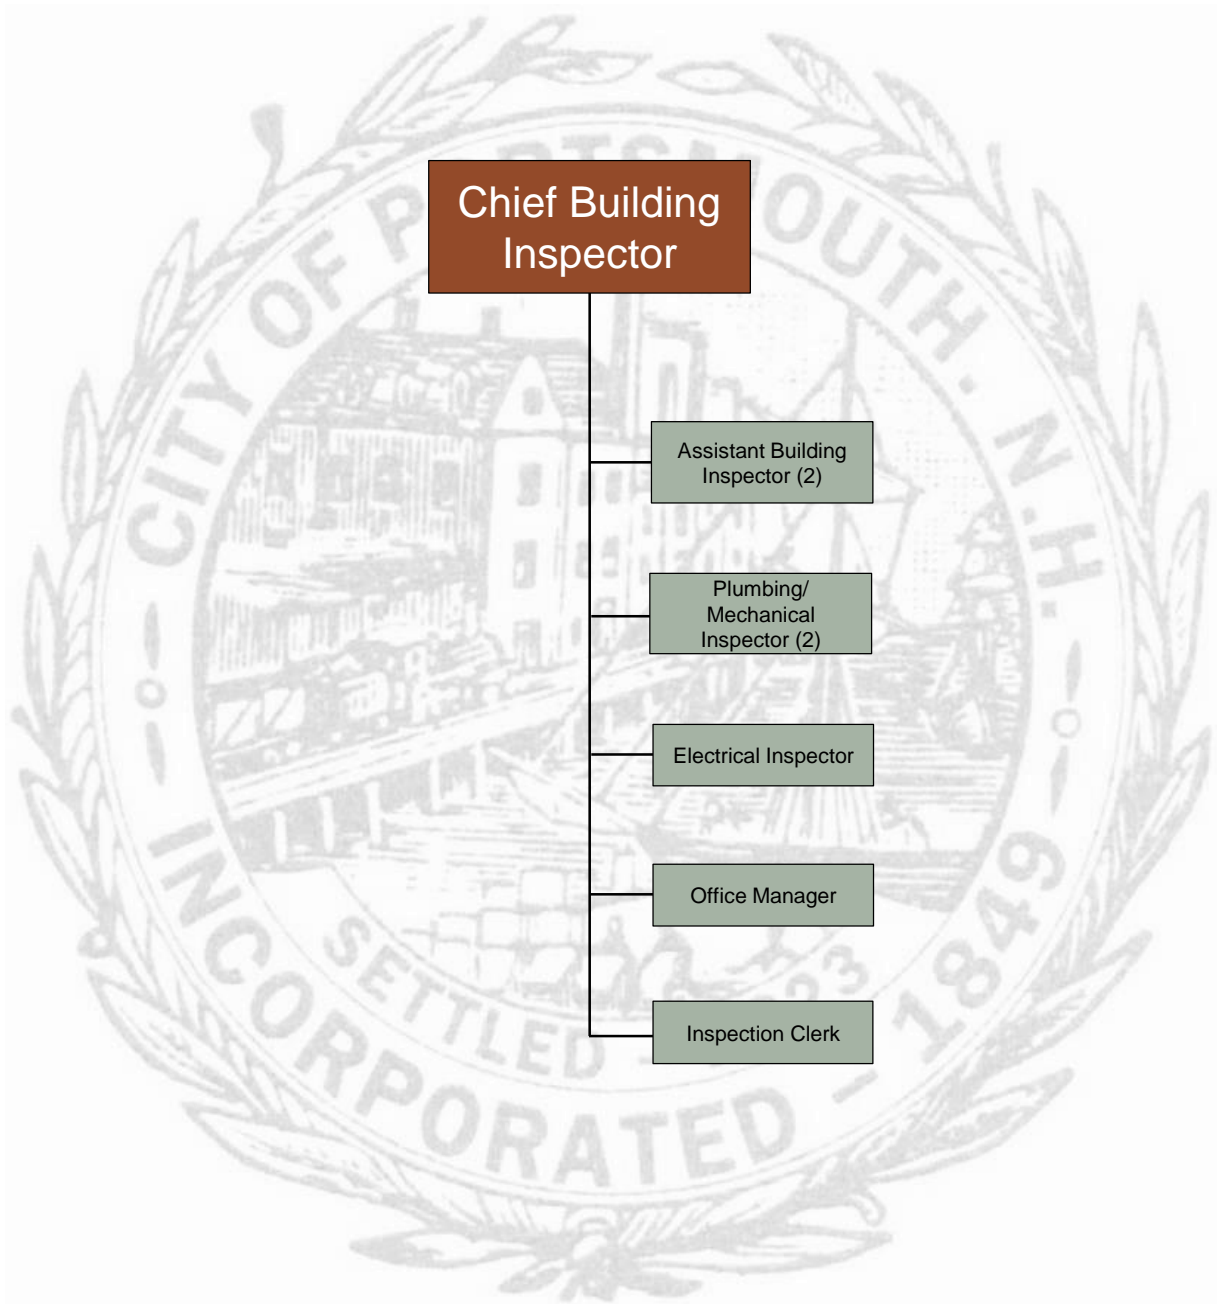 CITY OF PORTSMOUTH. N.H.
Chief Building
Inspector
Assistant Building
Inspector (2)
Plumbing/
Mechanical
Inspector (2)
Electrical Inspector
Office Manager
Inspection Clerk
SETTLED
INCORPORATED - 1849